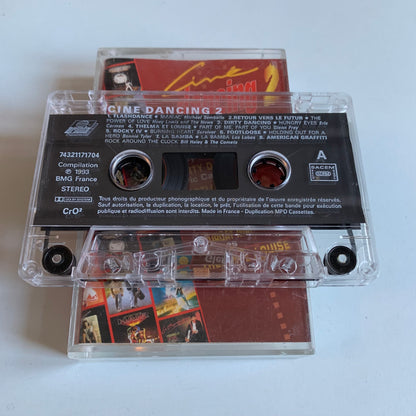 Cine
CINE DANCING 2
1. FLASHDANCE • MANIAC Michael Sembello 2.RETOUR VERS LE FUTUR • THE
POWER OF LOVE Huey Lewis and The News 3. DIRTY DANCING • HUNGRY EYES Eric
Carmen 4. THELMA ET LOUISE • PART OF ME, PART OF YOU Glenn Frey
5. ROCKY IV • BURNING HEART Survivor 6. FOOTLOOSE • HOLDING OUT FOR A
HERO Bonnie Tyler 7. LA BAMBA • LA BAMBA Los Lobos 8. AMERICAN GRAFFITI
ROCK AROUND THE CLOCK Bill Haley & The Comets
74321171704
Compilation
℗ 1993
BMG France
STEREO
CrO²
A
SACEM
Tous droits du producteur phonographique et du propriétaire de l'œuvre enregistrée réservés.
Sauf autorisation, la duplication, la location, le prêt, l'utilisation de cette bande pour exécution
publique et radiodiffusion sont interdits. Made in France - Duplication MPO Cassettes.